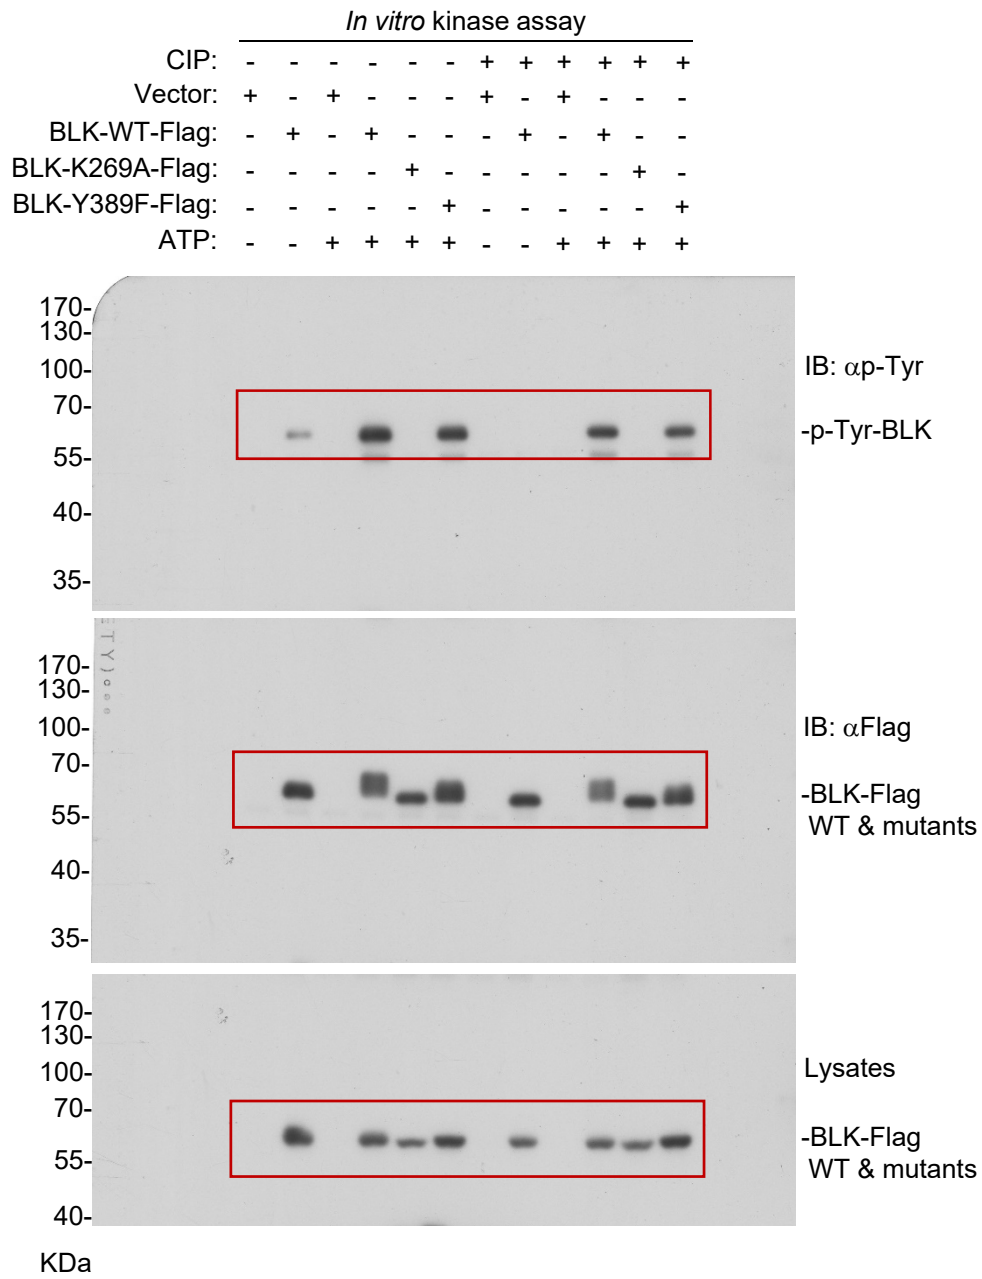 In vitro kinase assay
CIP: - - - - - - + + + + + +
Vector: + - + - - - + - + - - -
BLK-WT-Flag: - + - + - - - + - + - -
BLK-K269A-Flag: - - - - + - - - - - + -
BLK-Y389F-Flag: - - - - - + - - - - - +
ATP: - - + + + + - - + + + +
170-
130-
100-
IB: αp-Tyr
70-
-p-Tyr-BLK
55-
40-
35-
170-
130-
100-
IB: αFlag
70-
-BLK-Flag
55-
WT & mutants
40-
35-
170-
130-
100-
Lysates
70-
-BLK-Flag
55-
WT & mutants
40-
KDa